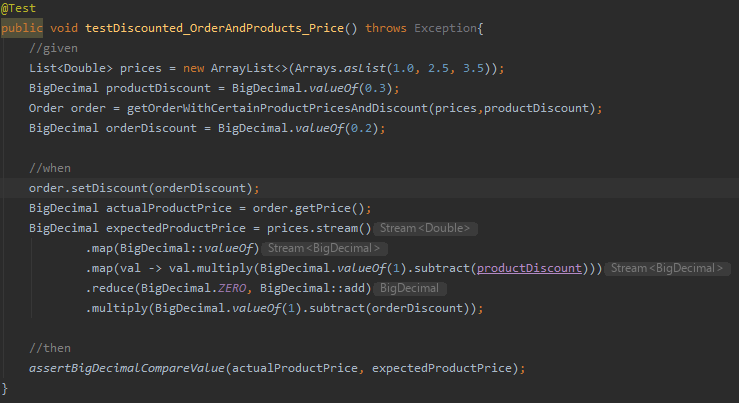 @Test
public void testDiscounted_OrderAndProducts_Price() throws Exception{
//given
List<Double> prices = new ArrayList<>(Arrays.asList(1.0, 2.5, 3.5));
BigDecimal productDiscount = BigDecimal.valueOf(0.3);
Order order = getOrderWithCertainProductPricesAndDiscount(prices,productDiscount);
BigDecimal orderDiscount = BigDecimal.valueOf(0.2);
//when
order.setDiscount(orderDiscount);
BigDecimal actualProductPrice = order.getPrice();
BigDecimal expectedProductPrice = prices.stream() Stream<Double>
.map(BigDecimal::valueOf) Stream<BigDecimal>
.map(val -> val.multiply(BigDecimal.valueOf(1).subtract(productDiscount))) Stream<BigDecimal>
.reduce(BigDecimal.ZERO, BigDecimal::add) BigDecimal
.multiply(BigDecimal.valueOf(1).subtract(orderDiscount));
//then
assertBigDecimalCompareValue(actualProductPrice, expectedProductPrice);
}